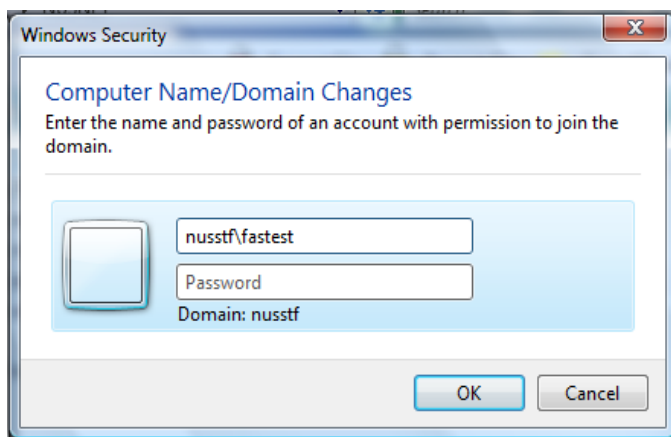 Windows Security
Computer Name/Domain Changes
Enter the name and password of an account with permission to join the
domain.
nusstf\fastest
Password
Domain: nusstf
OK
Cancel